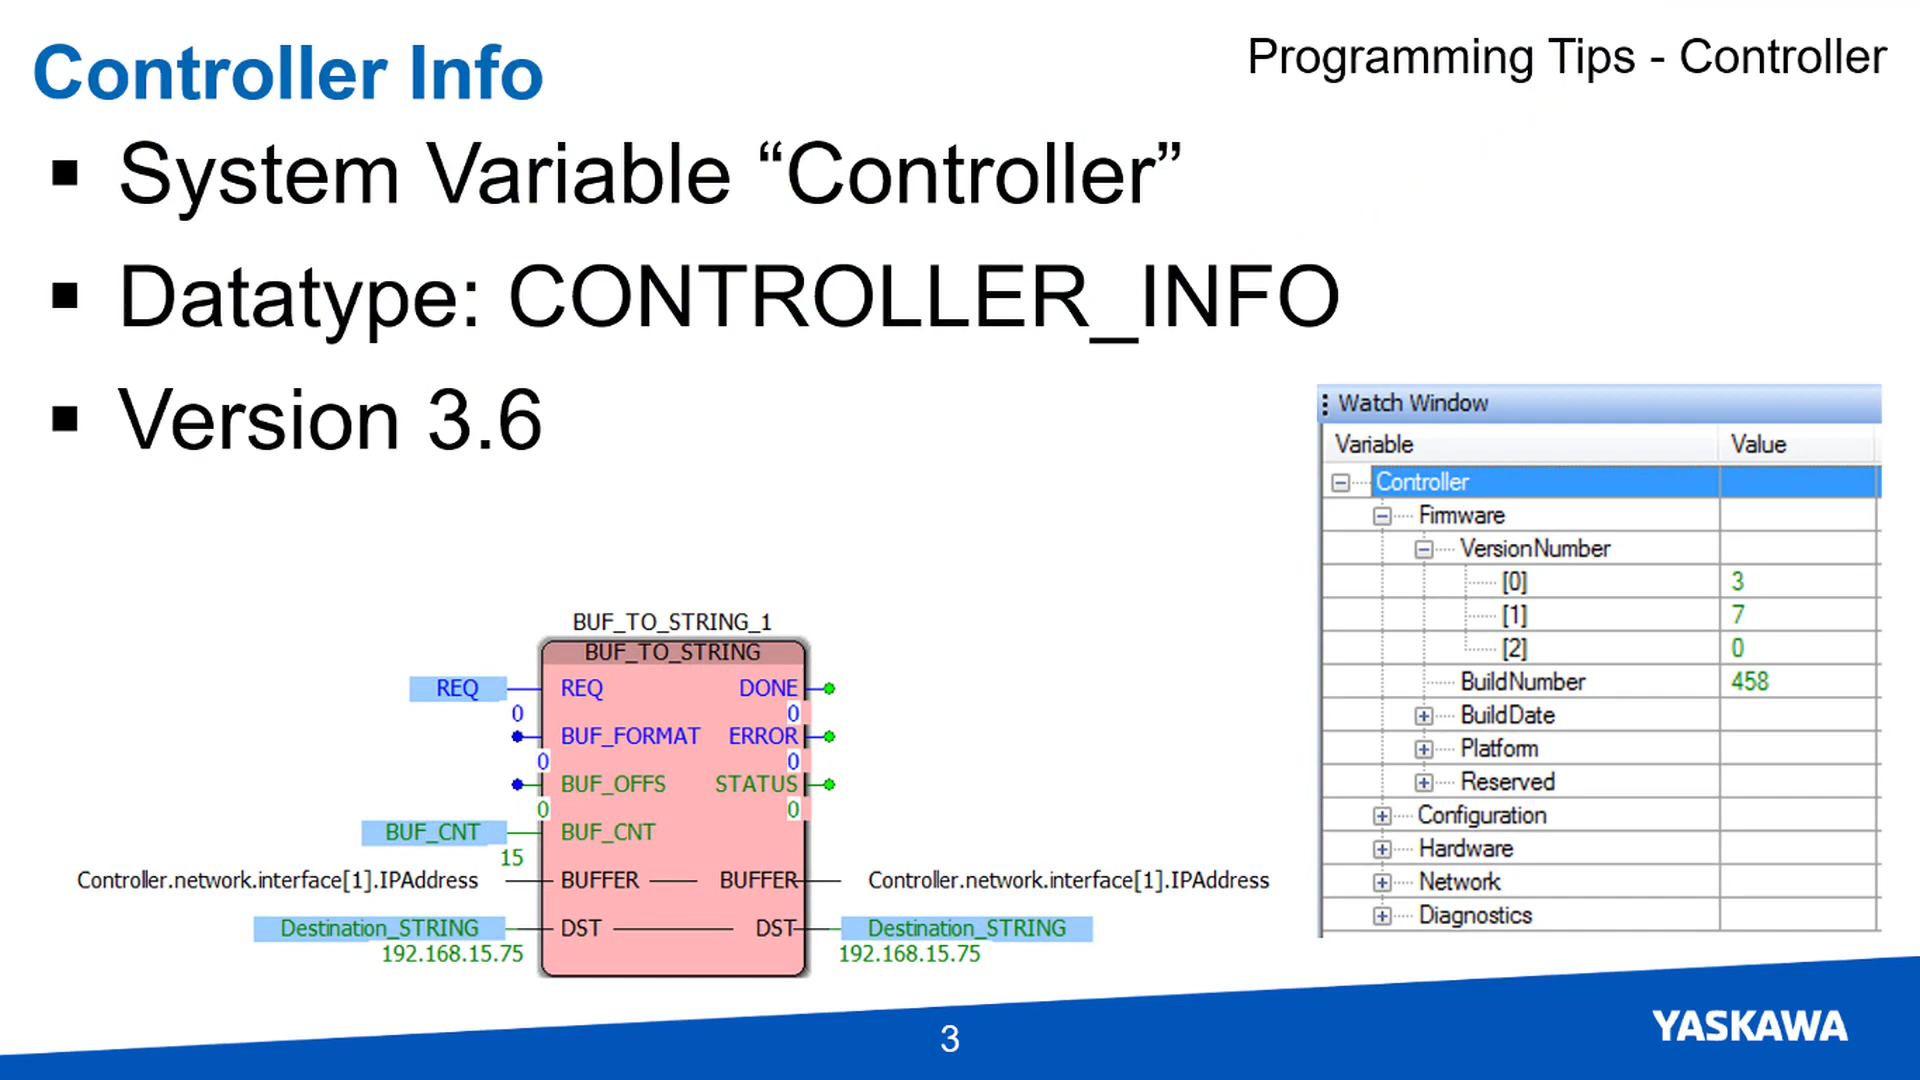 Controller Info
Programming Tips - Controller
▪ System Variable “Controller”
▪ Datatype: CONTROLLER_INFO
▪ Version 3.6
BUF_TO_STRING_1
BUF_TO_STRING
REQ REQ DONE
0 0
BUF_FORMAT ERROR
0 0
BUF_OFFS STATUS
0 0
BUF_CNT BUF_CNT
15
Controller.network.interface[1].IPAddress BUFFER BUFFER Controller.network.interface[1].IPAddress
Destination_STRING DST DST Destination_STRING
192.168.15.75 192.168.15.75
Watch Window
Variable Value
Controller
Firmware
VersionNumber
[0] 3
[1] 7
[2] 0
BuildNumber 458
BuildDate
Platform
Reserved
Configuration
Hardware
Network
Diagnostics
3
YASKAWA